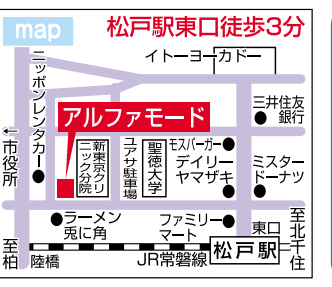 map
松戸駅東口徒歩3分
イトーヨーカドー
ニッポンレンタカー
アルファモード
三井住友
銀行
←市役所
新東京クリ
ニック分院
ユアサ駐車場
聖徳大学
モスバーガー
デイリー
ヤマザキ
ミスター
ドーナツ
ラーメン
兎に角
ファミリー
マート
東口
至北千住
至柏
陸橋
JR常磐線
松戸駅